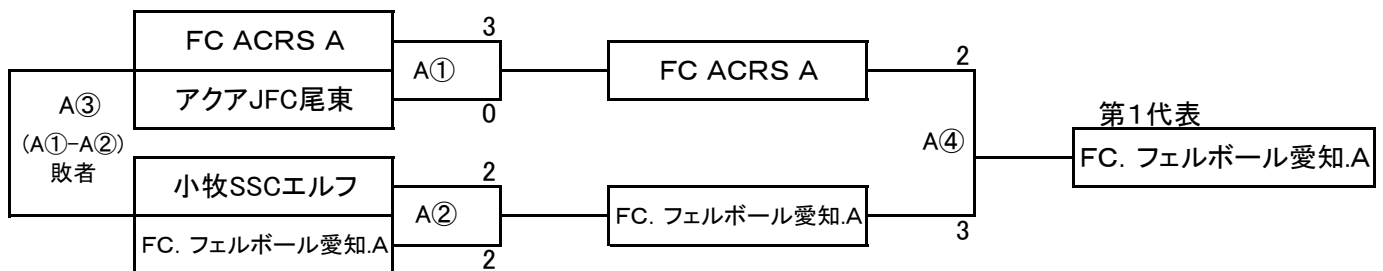 FC ACRS A
3
A①
アクアJFC尾東
0
A③
(A①-A②)
敗者
小牧SSCエルフ
2
A②
FC. フェルボール愛知.A
2
FC ACRS A
2
A④
FC. フェルボール愛知.A
3
第1代表
FC. フェルボール愛知.A